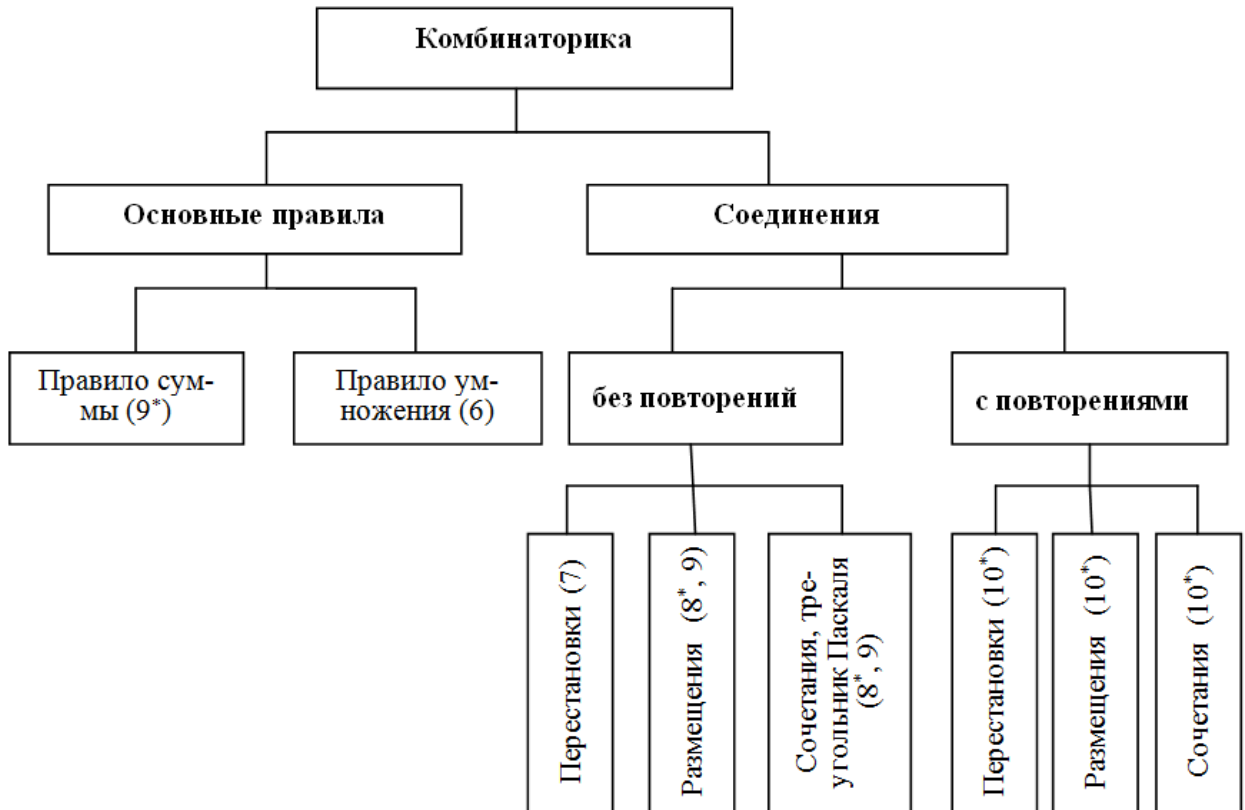 Комбинаторика
Основные правила
Соединения
Правило сум-
мы (9*)
Правило ум-
ножения (6)
без повторений
с повторениями
Перестановки (7)
Размещения (8*, 9)
Сочетания, тре-
угольник Паскаля
(8*, 9)
Перестановки (10*)
Размещения (10*)
Сочетания (10*)